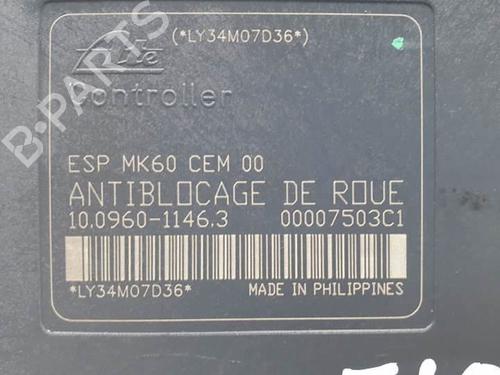 (*LY34M07D36*)
Ate
Controller
ESP MK60 CEM 00
ANTIBLOCAGE DE ROUE
10.0960-1146.3 00007503C1
*LY34M07D36* MADE IN PHILIPPINES
B-PARTS